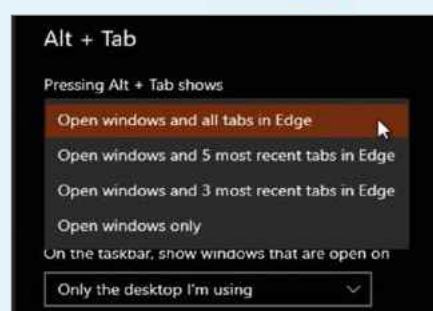 Alt + Tab
Pressing Alt + Tab shows
Open windows and all tabs in Edge
Open windows and 5 most recent tabs in Edge
Open windows and 3 most recent tabs in Edge
Open windows only
On the taskbar, show windows that are open on
Only the desktop I'm using